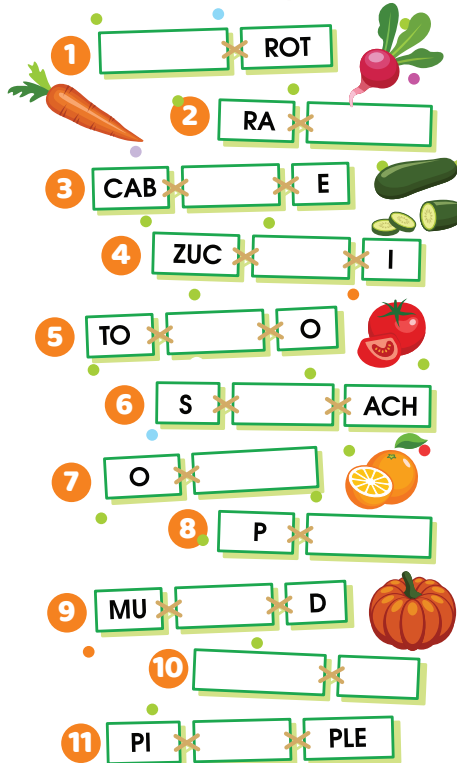 1 ROT
2 RA
3 CAB E
4 ZUC I
5 TO O
6 S ACH
7 O
8 P
9 MU D
10
11 PI PLE